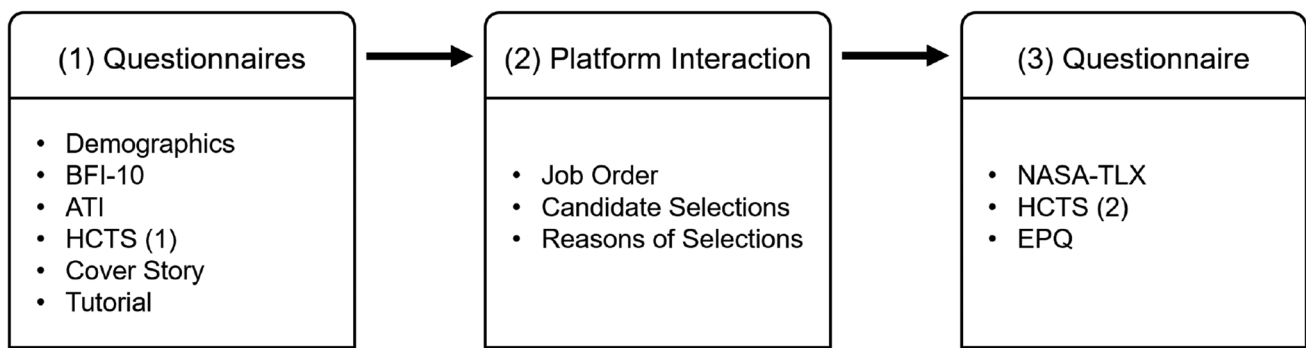 (1) Questionnaires
• Demographics
• BFI-10
• ATI
• HCTS (1)
• Cover Story
• Tutorial
(2) Platform Interaction
• Job Order
• Candidate Selections
• Reasons of Selections
(3) Questionnaire
• NASA-TLX
• HCTS (2)
• EPQ